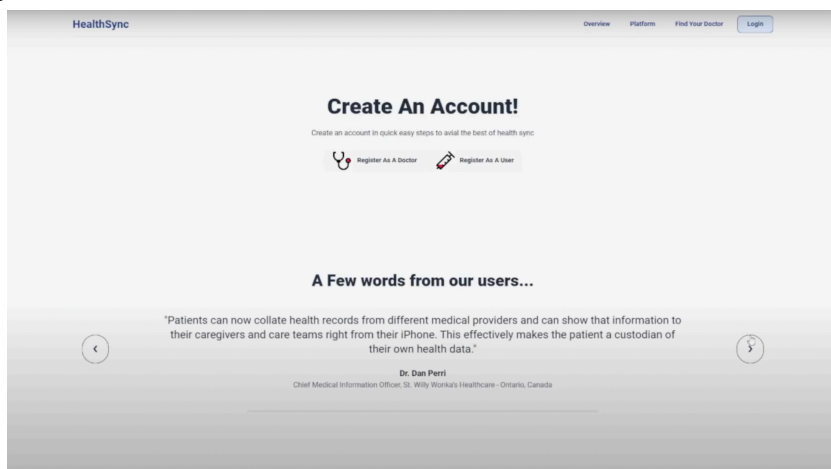 HealthSync
Overview Platform Find Your Doctor Login
Create An Account!
Create an account in quick easy steps to avial the best of health sync
Register As A Doctor Register As A User
A Few words from our users...
"Patients can now collate health records from different medical providers and can show that information to
their caregivers and care teams right from their iPhone. This effectively makes the patient a custodian of
their own health data."
Dr. Dan Perri
Chief Medical Information Officer, St. Willy Wonka's Healthcare - Ontario, Canada